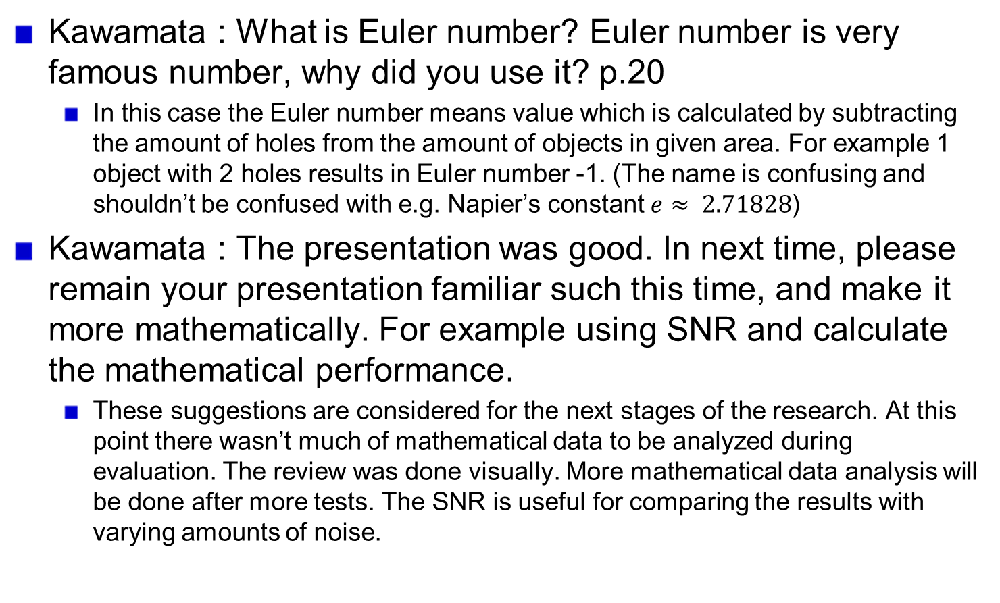 Kawamata : What is Euler number? Euler number is very
famous number, why did you use it? p.20
In this case the Euler number means value which is calculated by subtracting
the amount of holes from the amount of objects in given area. For example 1
object with 2 holes results in Euler number -1. (The name is confusing and
shouldn’t be confused with e.g. Napier’s constant e ≈ 2.71828)
Kawamata : The presentation was good. In next time, please
remain your presentation familiar such this time, and make it
more mathematically. For example using SNR and calculate
the mathematical performance.
These suggestions are considered for the next stages of the research. At this
point there wasn’t much of mathematical data to be analyzed during
evaluation. The review was done visually. More mathematical data analysis will
be done after more tests. The SNR is useful for comparing the results with
varying amounts of noise.